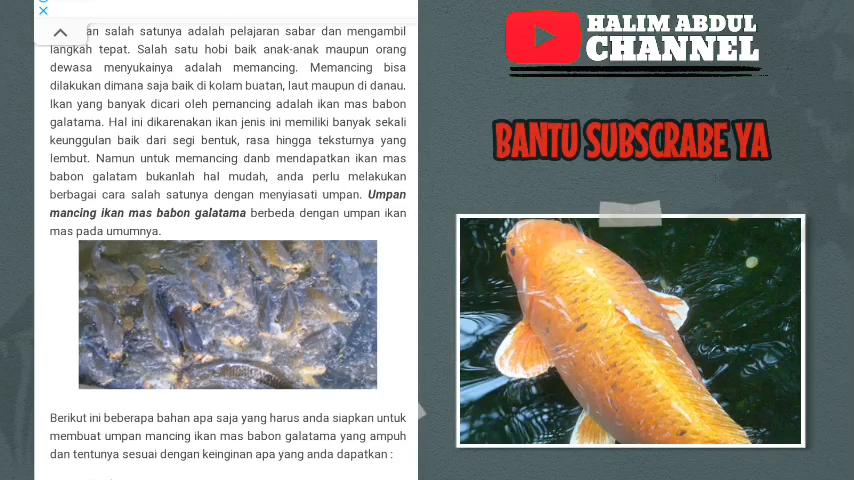 an salah satunya adalah pelajaran sabar dan mengambil
langkah tepat. Salah satu hobi baik anak-anak maupun orang
dewasa menyukainya adalah memancing. Memancing bisa
dilakukan dimana saja baik di kolam buatan, laut maupun di danau.
Ikan yang banyak dicari oleh pemancing adalah ikan mas babon
galatama. Hal ini dikarenakan ikan jenis ini memiliki banyak sekali
keunggulan baik dari segi bentuk, rasa hingga teksturnya yang
lembut. Namun untuk memancing danb mendapatkan ikan mas
babon galatam bukanlah hal mudah, anda perlu melakukan
berbagai cara salah satunya dengan menyiasati umpan. Umpan
mancing ikan mas babon galatama berbeda dengan umpan ikan
mas pada umumnya.
Berikut ini beberapa bahan apa saja yang harus anda siapkan untuk
membuat umpan mancing ikan mas babon galatama yang ampuh
dan tentunya sesuai dengan keinginan apa yang anda dapatkan :
HALIM ABDUL
CHANNEL
BANTU SUBSCRABE YA